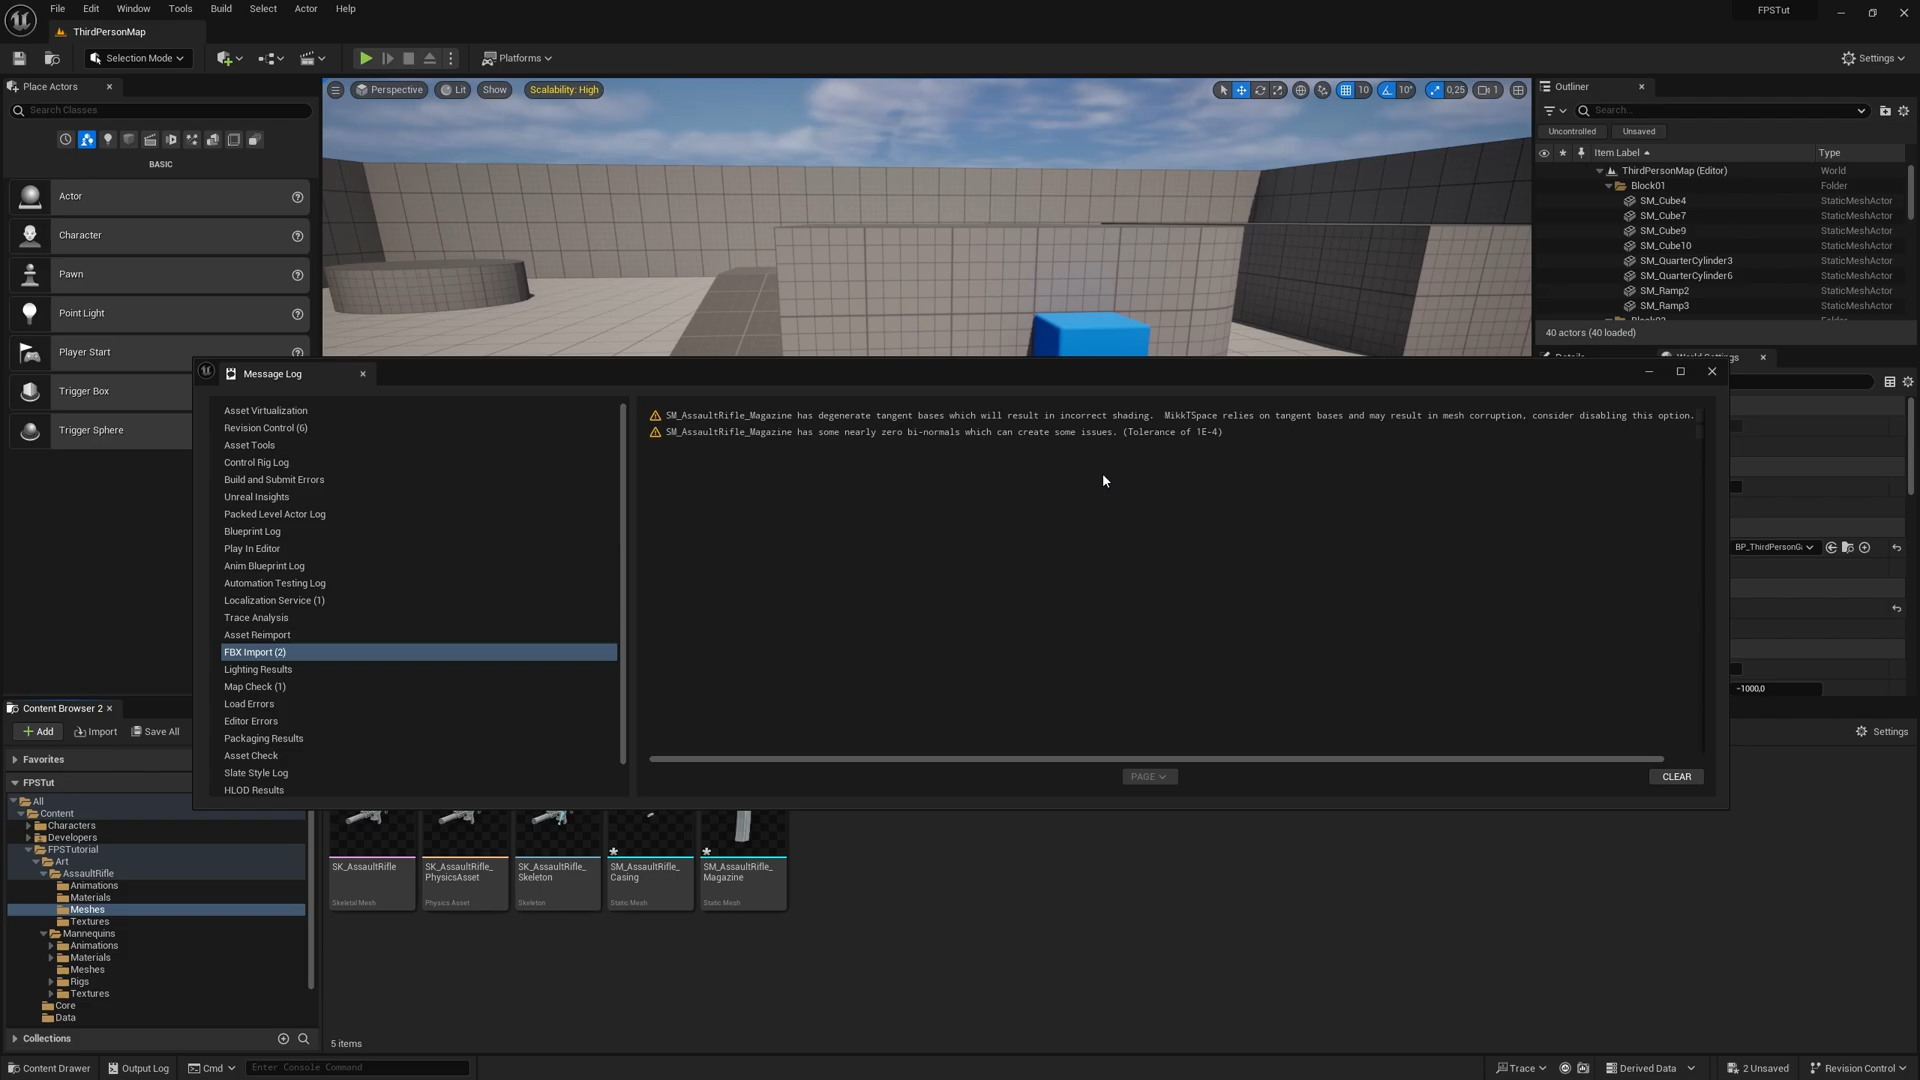 File Edit Window Tools Build Select Actor Help
FPSTut
ThirdPersonMap
Selection Mode
Platforms
Settings
Place Actors
Search Classes
BASIC
Actor
Character
Pawn
Point Light
Player Start
Trigger Box
Trigger Sphere
Perspective Lit Show Scalability: High
10 10° 0,25 1
Outliner
Search...
Uncontrolled Unsaved
Item Label Type
ThirdPersonMap (Editor) World
Block01 Folder
SM_Cube4 StaticMeshActor
SM_Cube7 StaticMeshActor
SM_Cube9 StaticMeshActor
SM_Cube10 StaticMeshActor
SM_QuarterCylinder3 StaticMeshActor
SM_QuarterCylinder6 StaticMeshActor
SM_Ramp2 StaticMeshActor
SM_Ramp3 StaticMeshActor
40 actors (40 loaded)
BP_ThirdPersonG
-1000,0
Message Log
Asset Virtualization
Revision Control (6)
Asset Tools
Control Rig Log
Build and Submit Errors
Unreal Insights
Packed Level Actor Log
Blueprint Log
Play In Editor
Anim Blueprint Log
Automation Testing Log
Localization Service (1)
Trace Analysis
Asset Reimport
FBX Import (2)
Lighting Results
Map Check (1)
Load Errors
Editor Errors
Packaging Results
Asset Check
Slate Style Log
HLOD Results
SM_AssaultRifle_Magazine has degenerate tangent bases which will result in incorrect shading. MikkTSpace relies on tangent bases and may result in mesh corruption, consider disabling this option.
SM_AssaultRifle_Magazine has some nearly zero bi-normals which can create some issues. (Tolerance of 1E-4)
PAGE
CLEAR
Content Browser 2
Add Import Save All
Settings
Favorites
FPSTut
All
Content
Characters
Developers
FPSTutorial
Art
AssaultRifle
Animations
Materials
Meshes
Textures
Mannequins
Animations
Materials
Meshes
Rigs
Textures
Core
Data
Collections
SK_AssaultRifle
Skeletal Mesh
SK_AssaultRifle_
PhysicsAsset
Physics Asset
SK_AssaultRifle_
Skeleton
Skeleton
SM_AssaultRifle_
Casing
Static Mesh
SM_AssaultRifle_
Magazine
Static Mesh
5 items
Content Drawer Output Log Cmd Enter Console Command
Trace Derived Data 2 Unsaved Revision Control